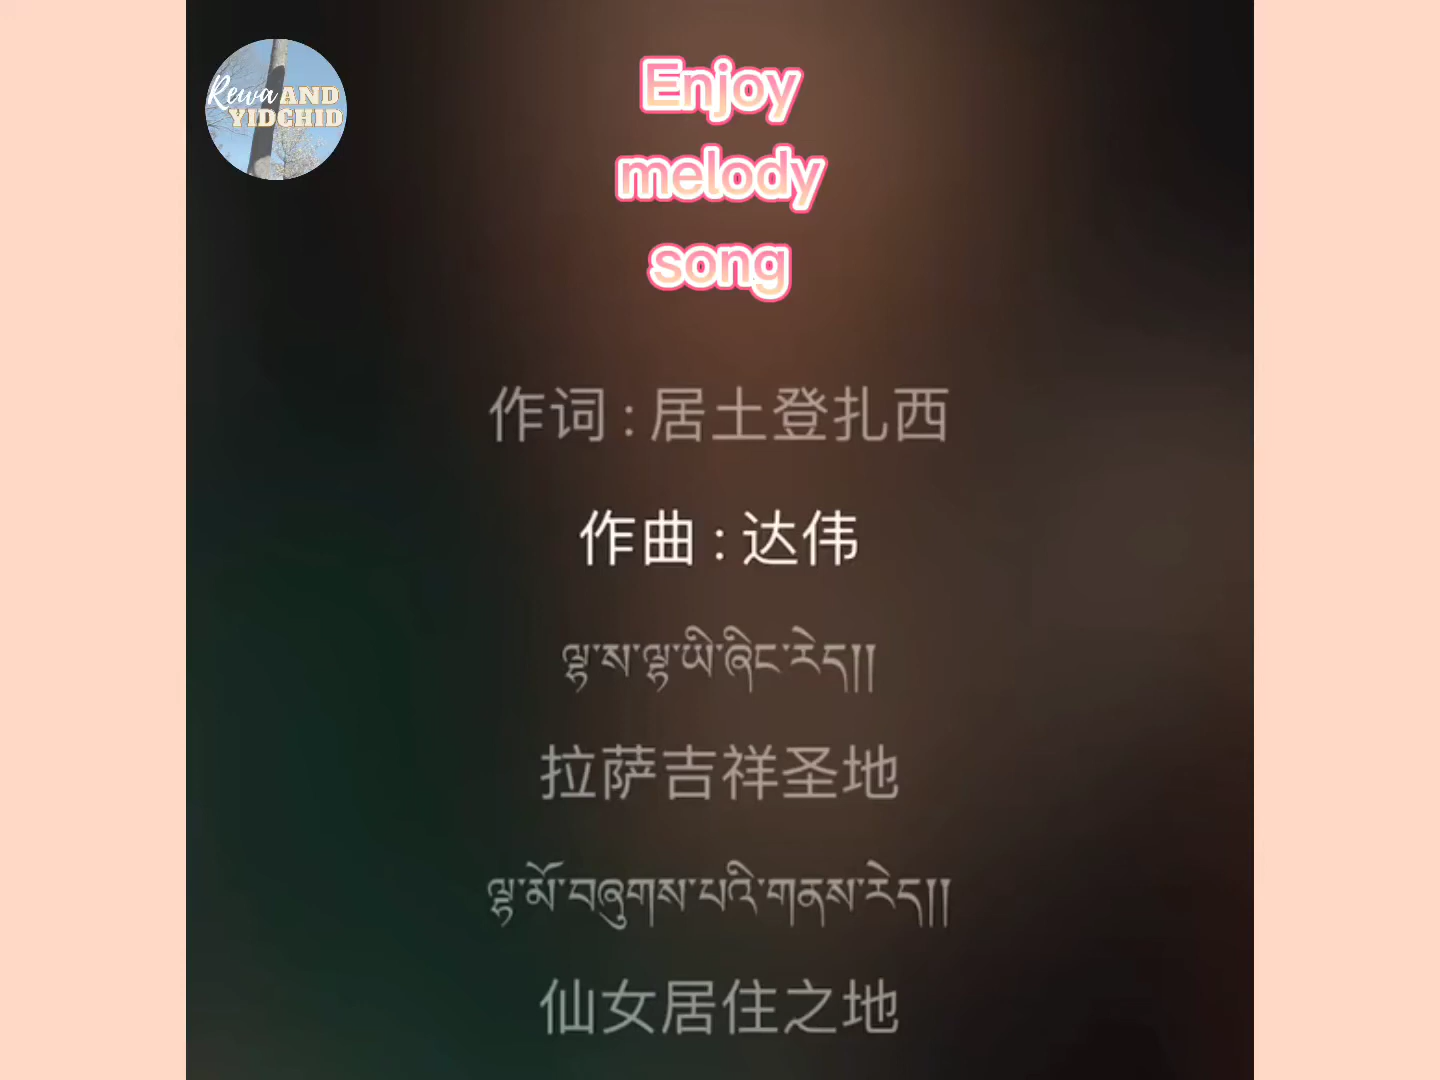 Rewa AND
YIDCHID
Enjoy
melody
song
作词 : 居土登扎西
作曲 : 达伟
ལྷ་ས་ལྷ་ཡི་ཞིང་རེད།།
拉萨吉祥圣地
ལྷ་མོ་བཞུགས་པའི་གནས་རེད།།
仙女居住之地